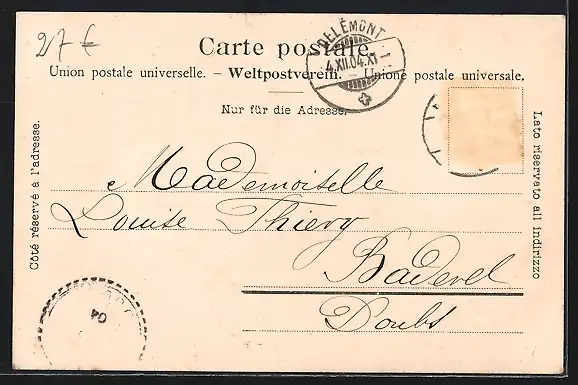 27 €
Carte postale.
DELÉMONT
4.XII.04.XI
Union postale universelle. – Weltpostverein. – Unione postale universale.
Nur für die Adresse.
Côté réservé à l'adresse.
Lato riservato all indirizzo
Mademoiselle
Louise Thiery
Badevel
Doubs
04